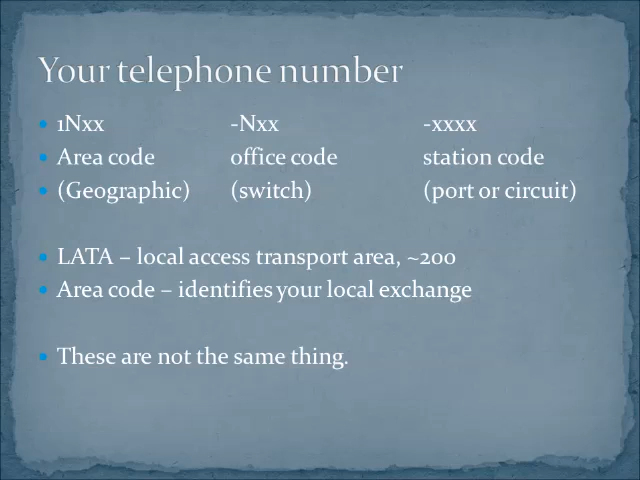 Your telephone number
• 1Nxx -Nxx -xxxx
• Area code office code station code
• (Geographic) (switch) (port or circuit)
• LATA – local access transport area, ~200
• Area code – identifies your local exchange
• These are not the same thing.